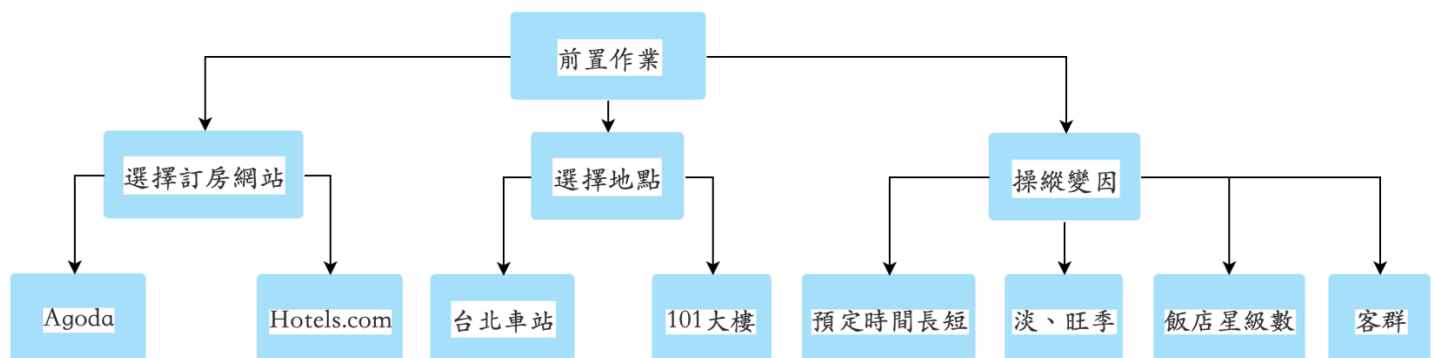 前置作業
選擇訂房網站
選擇地點
操縱變因
Agoda
Hotels.com
台北車站
101大樓
預定時間長短
淡、旺季
飯店星級數
客群